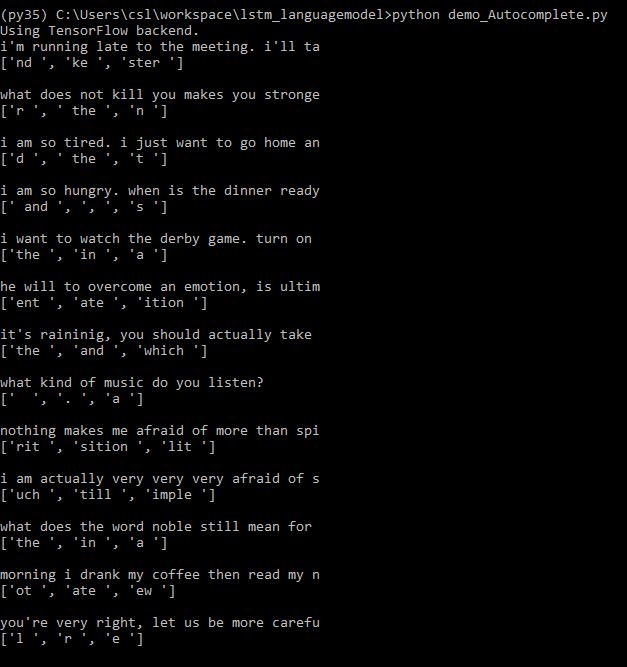 (py35) C:\Users\csl\workspace\lstm_languagemodel>python demo_Autocomplete.py
Using TensorFlow backend.
i'm running late to the meeting. i'll ta
['nd ', 'ke ', 'ster ']
what does not kill you makes you stronge
['r ', ' the ', 'n ']
i am so tired. i just want to go home an
['d ', ' the ', 't ']
i am so hungry. when is the dinner ready
[' and ', ', ', 's ']
i want to watch the derby game. turn on
['the ', 'in ', 'a ']
he will to overcome an emotion, is ultim
['ent ', 'ate ', 'ition ']
it's raininig, you should actually take
['the ', 'and ', 'which ']
what kind of music do you listen?
['  ', '. ', 'a ']
nothing makes me afraid of more than spi
['rit ', 'sition ', 'lit ']
i am actually very very very afraid of s
['uch ', 'till ', 'imple ']
what does the word noble still mean for
['the ', 'in ', 'a ']
morning i drank my coffee then read my n
['ot ', 'ate ', 'ew ']
you're very right, let us be more carefu
['l ', 'r ', 'e ']